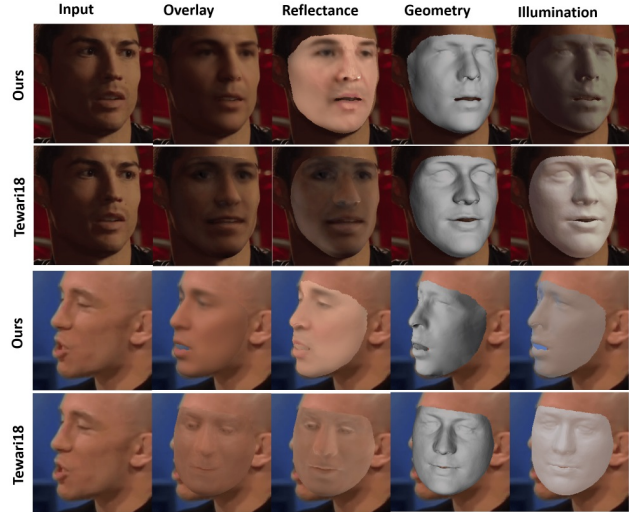 Input Overlay Reflectance Geometry Illumination
Ours
Tewari18
Ours
Tewari18